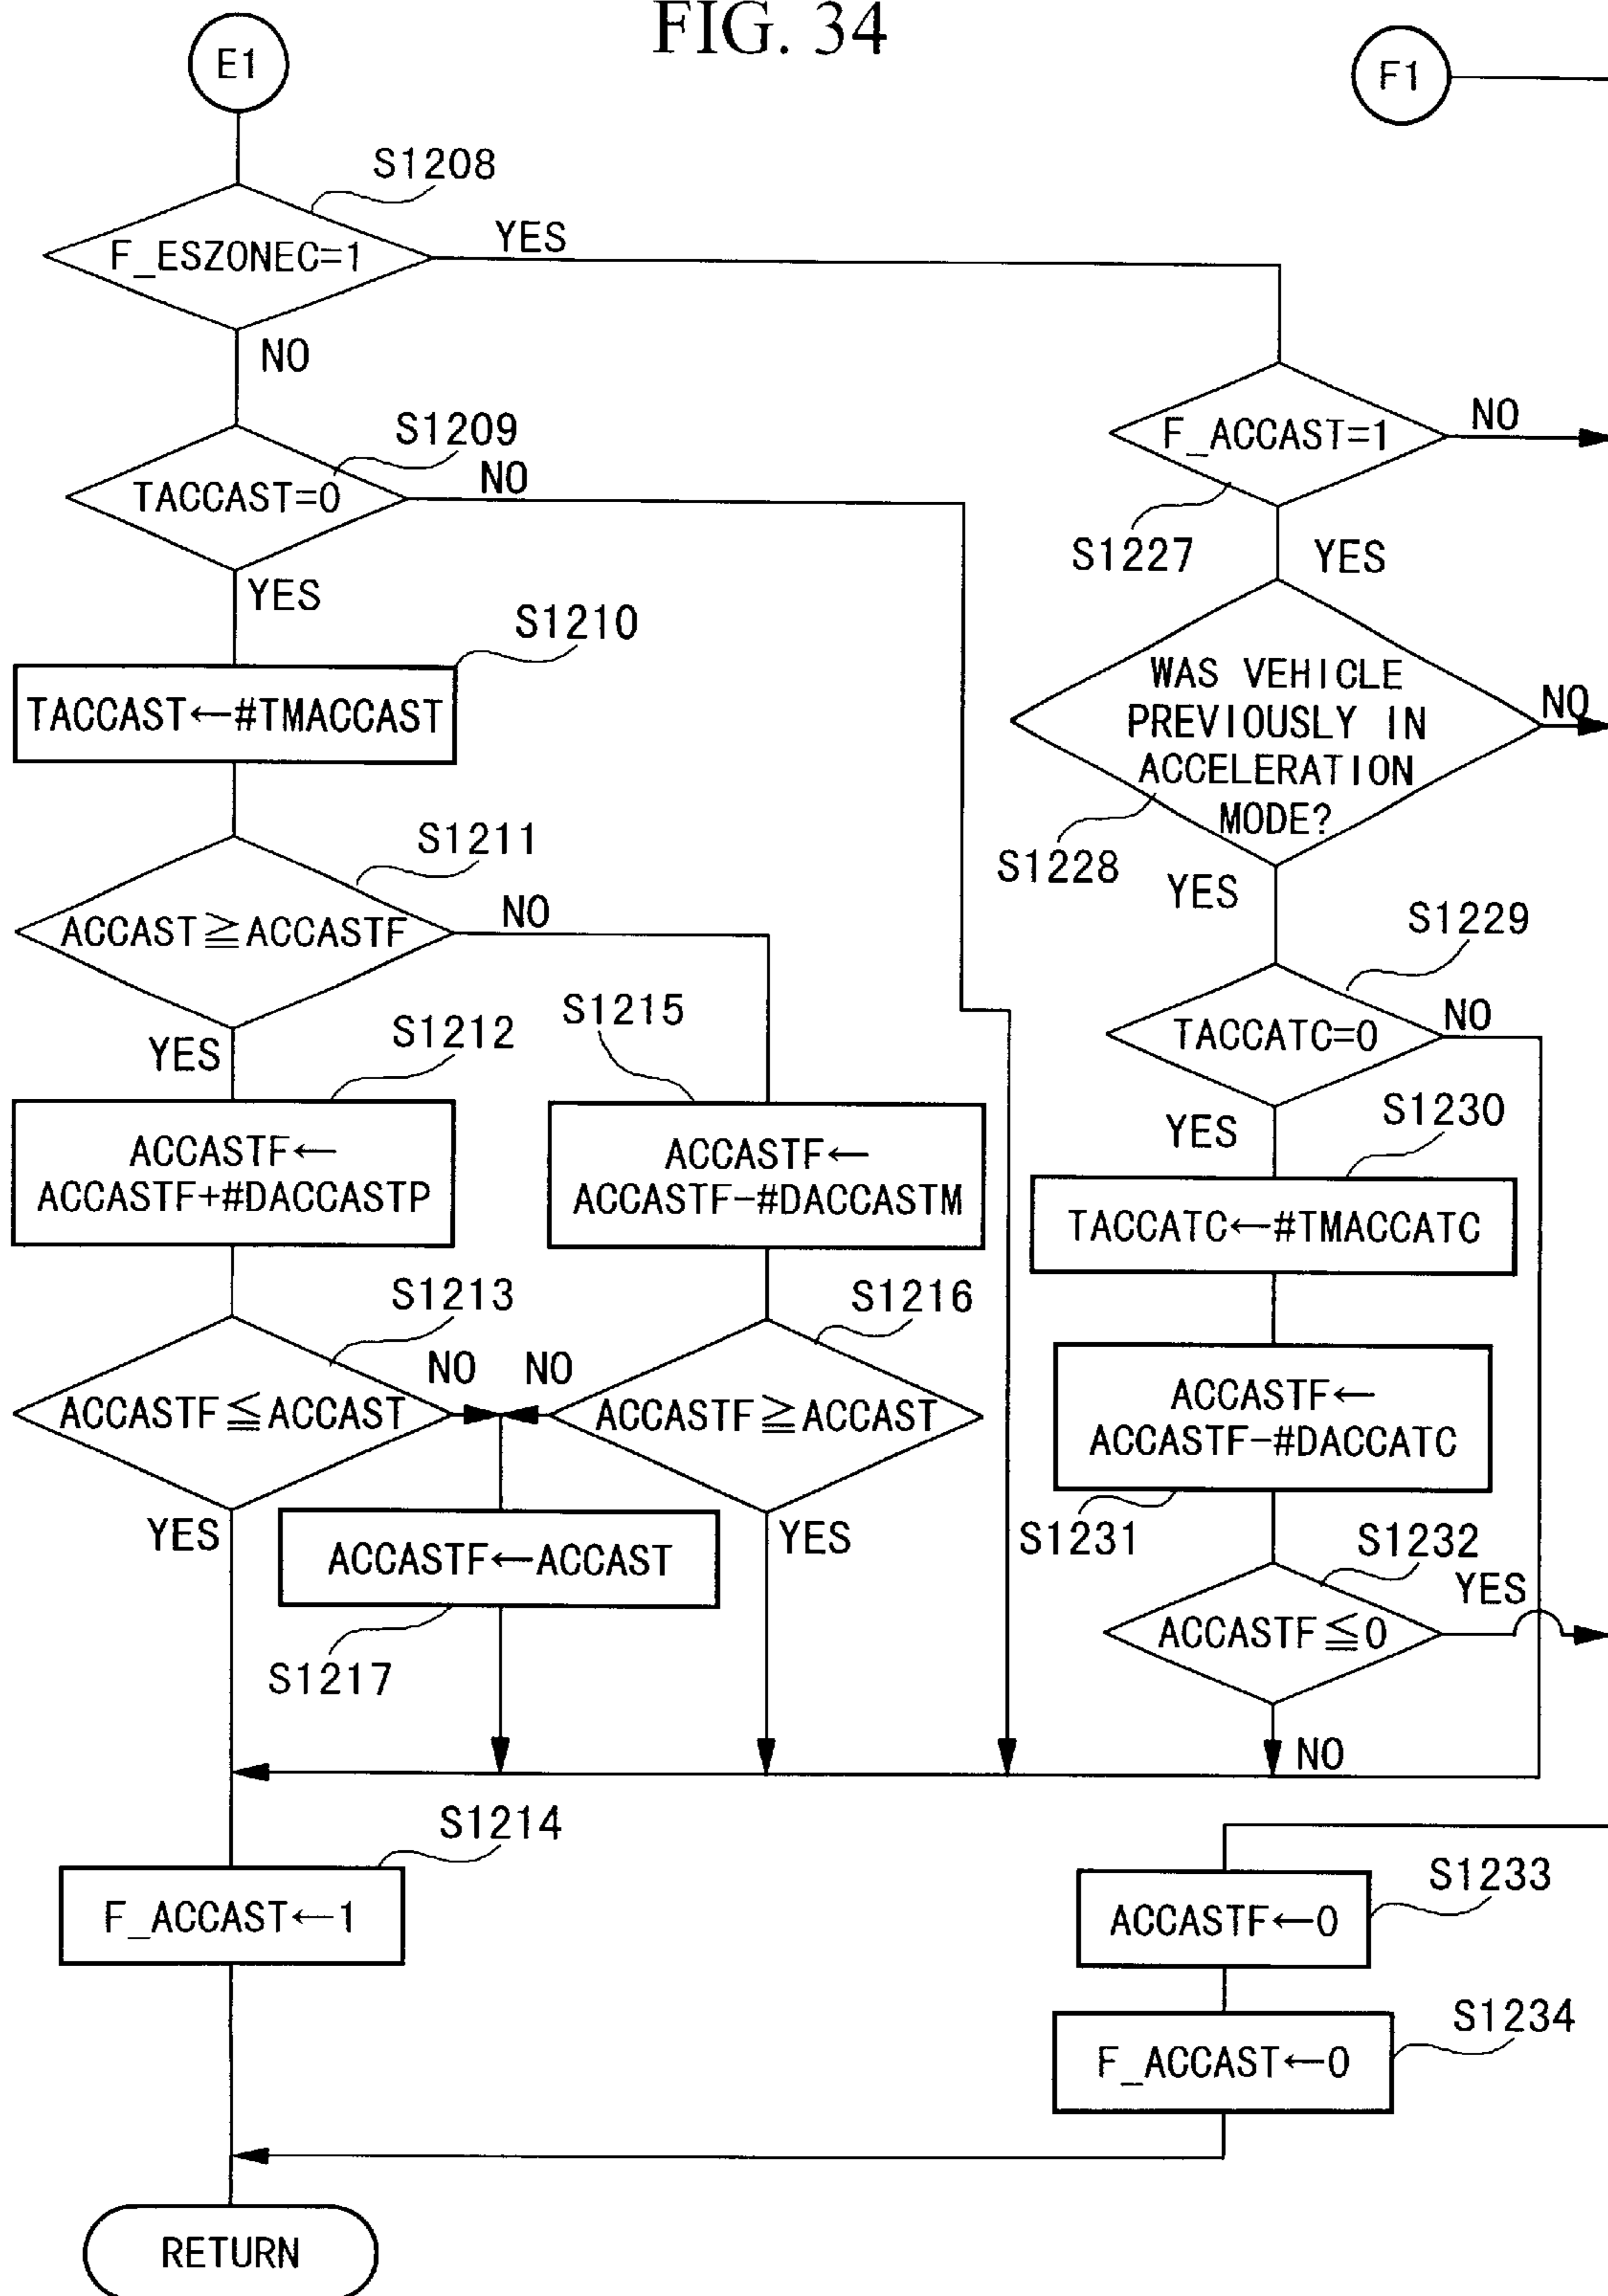 FIG. 34
E1
F1
S1208
F_ESZONEC=1
YES
NO
S1209
TACCAST=0
NO
YES
S1210
TACCAST←#TMACCAST
S1211
ACCAST≧ACCASTF
NO
YES
S1212
ACCASTF←
ACCASTF+#DACCASTP
S1215
ACCASTF←
ACCASTF-#DACCASTM
S1213
ACCASTF≦ACCAST
NO
YES
S1216
NO
ACCASTF≧ACCAST
YES
ACCASTF←ACCAST
S1217
S1214
F_ACCAST←1
RETURN
F_ACCAST=1
NO
S1227
YES
WAS VEHICLE
PREVIOUSLY IN
ACCELERATION
MODE?
NO
S1228
YES
S1229
TACCATC=0
NO
YES
S1230
TACCATC←#TMACCATC
ACCASTF←
ACCASTF-#DACCATC
S1231
S1232
YES
ACCASTF≦0
NO
S1233
ACCASTF←0
S1234
F_ACCAST←0